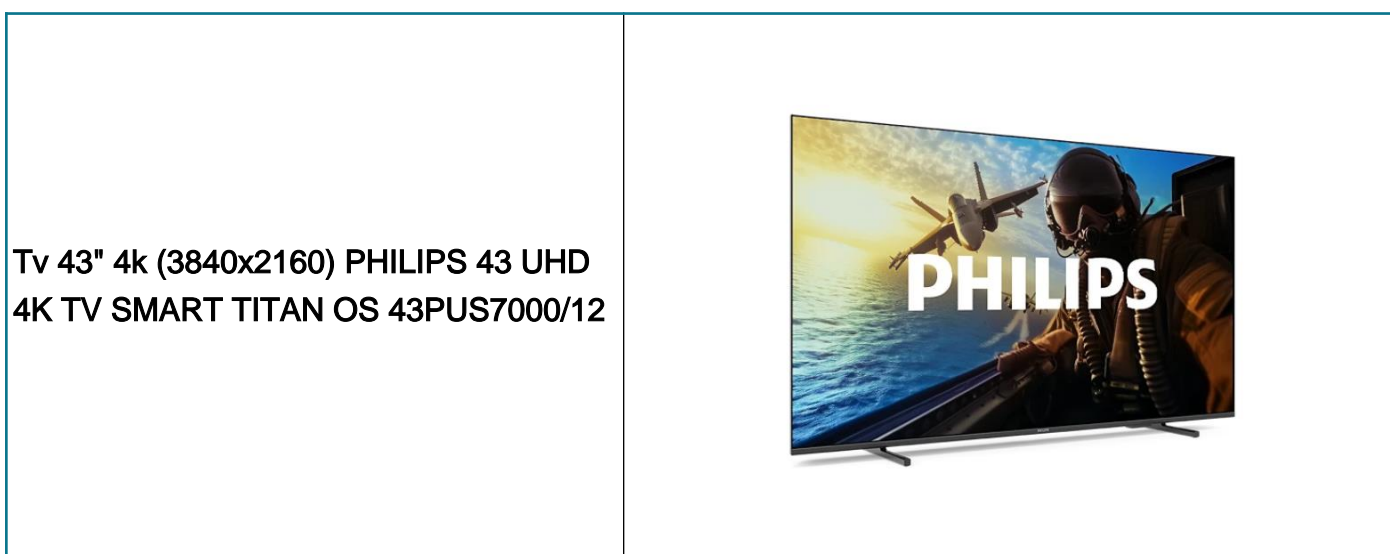 Tv 43" 4k (3840x2160) PHILIPS 43 UHD
4K TV SMART TITAN OS 43PUS7000/12
PHILIPS